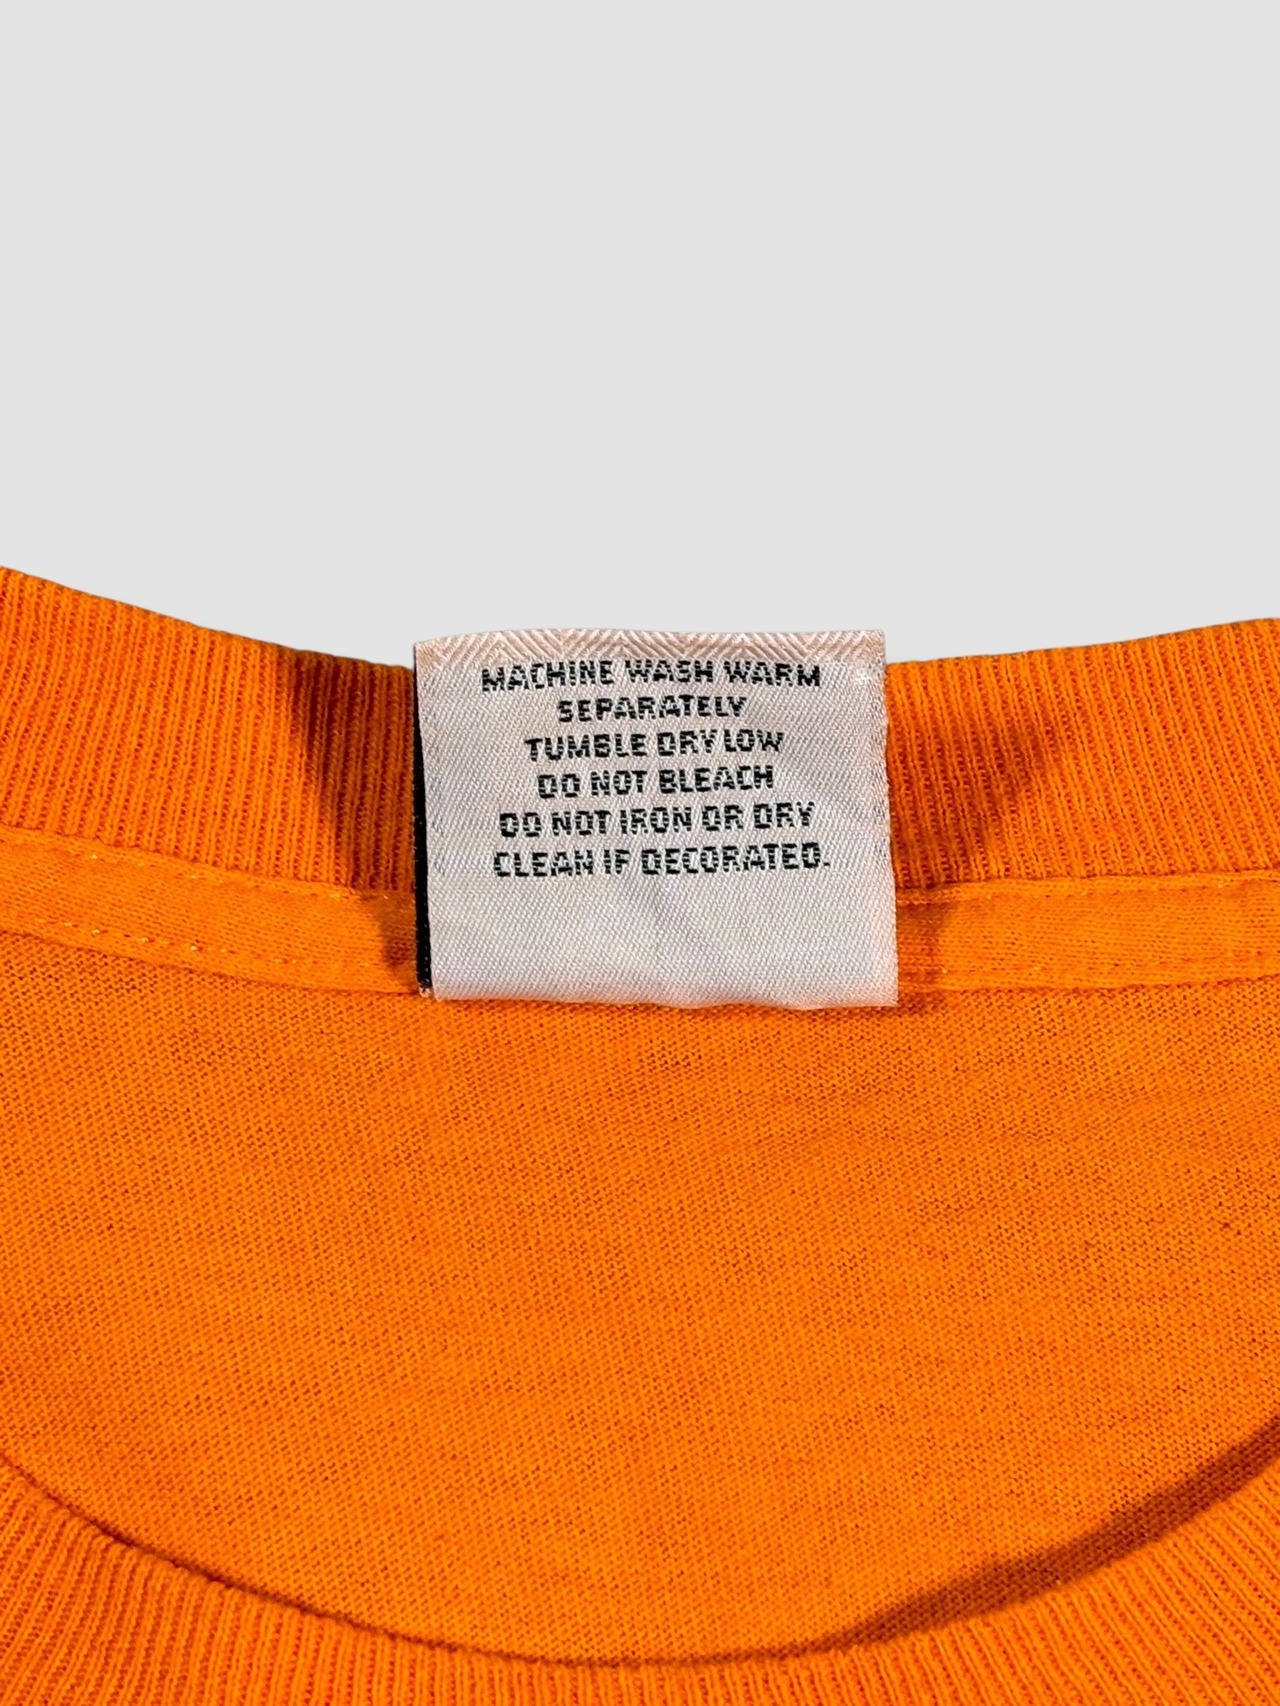 MACHINE WASH WARM
SEPARATELY
TUMBLE DRY LOW
DO NOT BLEACH
DO NOT IRON OR DRY
CLEAN IF DECORATED.